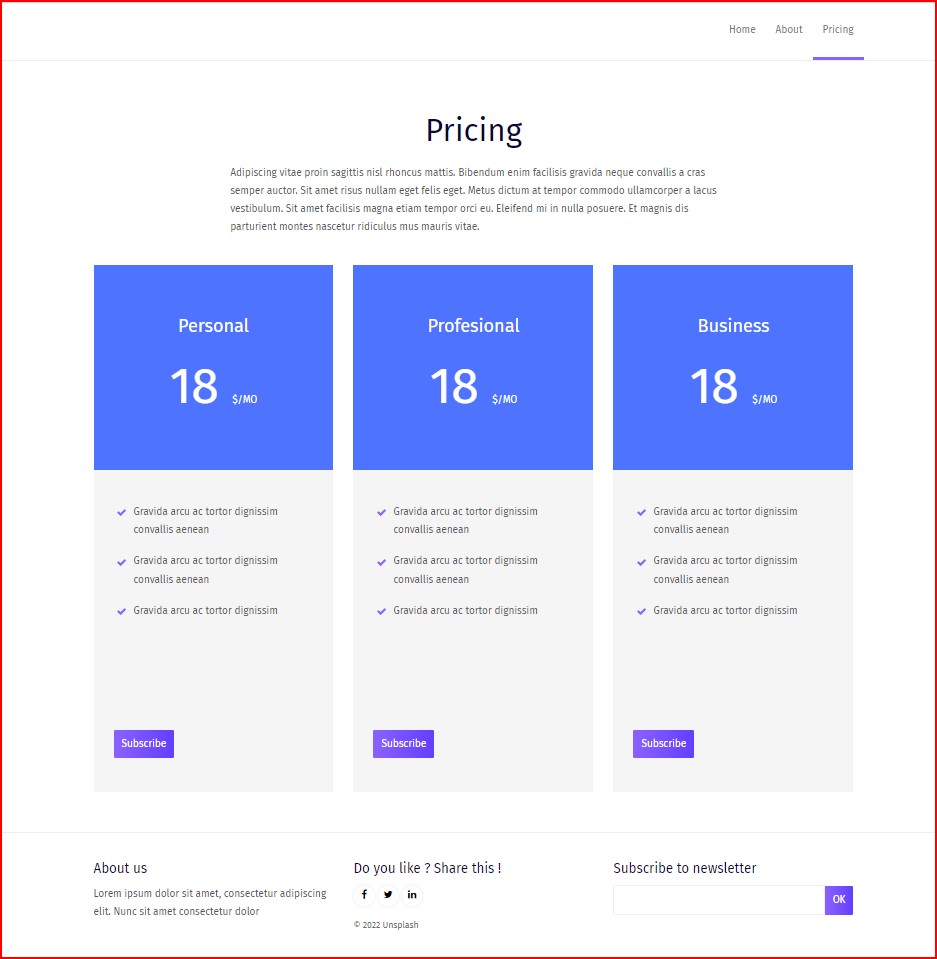 Home About Pricing
Pricing
Adipiscing vitae proin sagittis nisl rhoncus mattis. Bibendum enim facilisis gravida neque convallis a cras
semper auctor. Sit amet risus nullam eget felis eget. Metus dictum at tempor commodo ullamcorper a lacus
vestibulum. Sit amet facilisis magna etiam tempor orci eu. Eleifend mi in nulla posuere. Et magnis dis
parturient montes nascetur ridiculus mus mauris vitae.
Personal
18 $/MO
Gravida arcu ac tortor dignissim
convallis aenean
Gravida arcu ac tortor dignissim
convallis aenean
Gravida arcu ac tortor dignissim
Subscribe
Profesional
18 $/MO
Gravida arcu ac tortor dignissim
convallis aenean
Gravida arcu ac tortor dignissim
convallis aenean
Gravida arcu ac tortor dignissim
Subscribe
Business
18 $/MO
Gravida arcu ac tortor dignissim
convallis aenean
Gravida arcu ac tortor dignissim
convallis aenean
Gravida arcu ac tortor dignissim
Subscribe
About us
Lorem ipsum dolor sit amet, consectetur adipiscing
elit. Nunc sit amet consectetur dolor
Do you like ? Share this !
© 2022 Unsplash
Subscribe to newsletter
OK